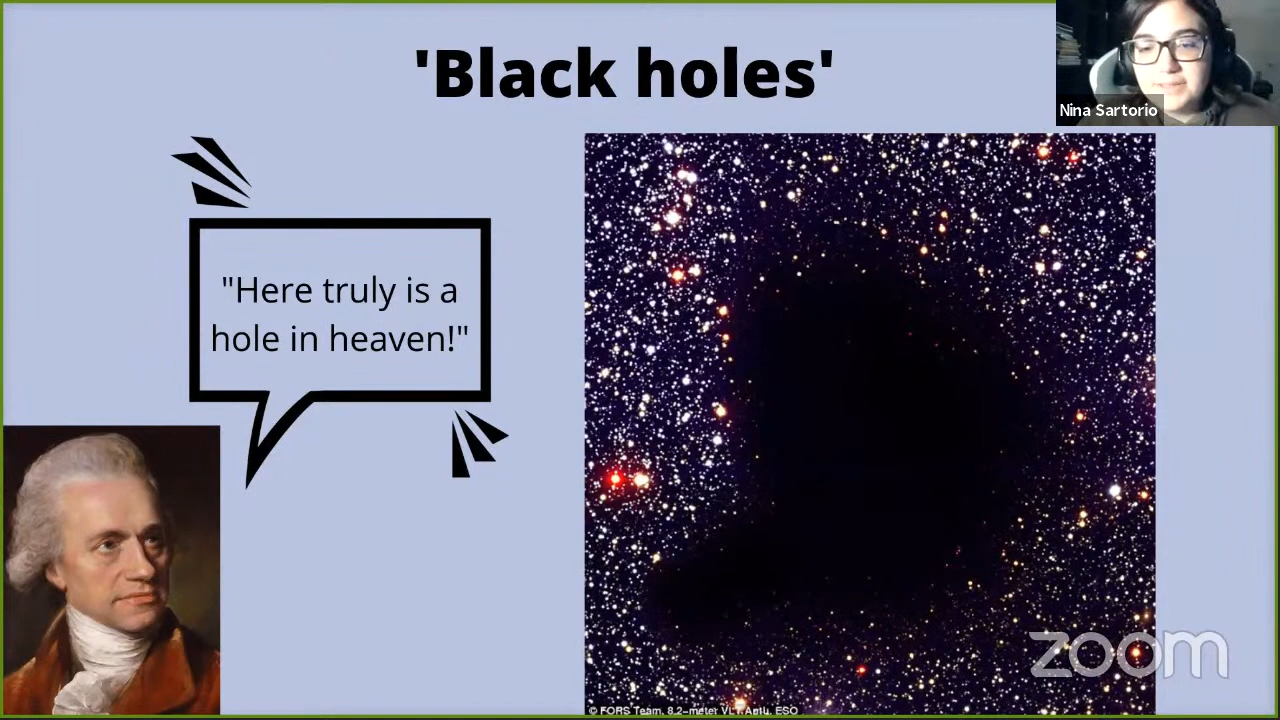 'Black holes'
Nina Sartorio
"Here truly is a
hole in heaven!"
zoom
© FORS Team, 8.2-meter VLT Antu, ESO